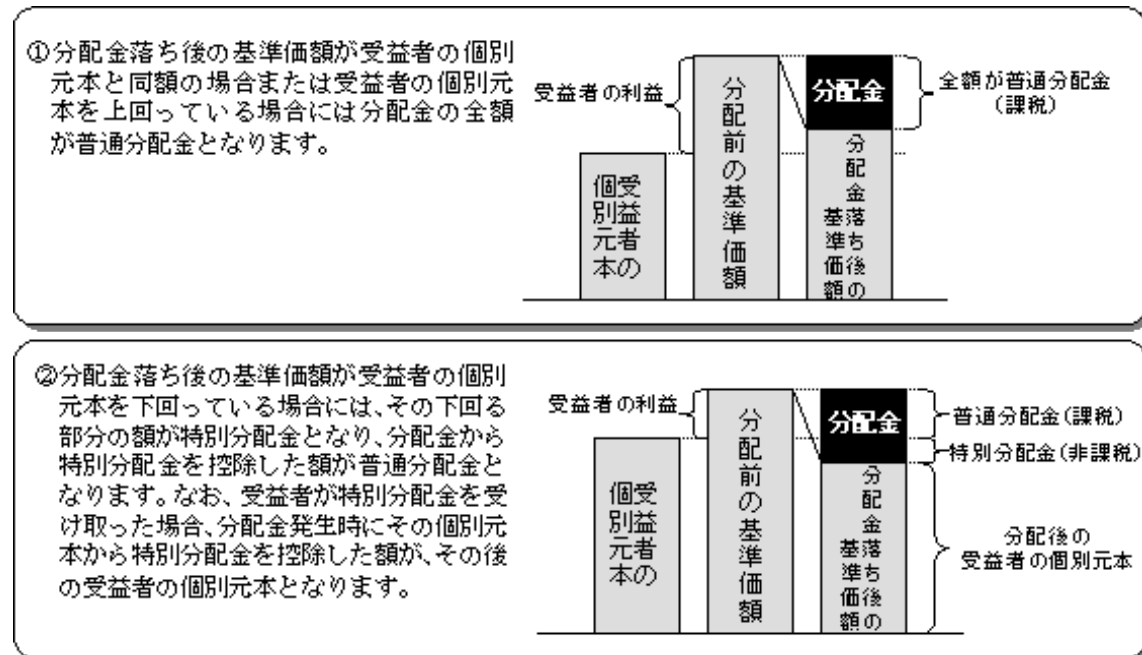 ①分配金落ち後の基準価額が受益者の個別
元本と同額の場合または受益者の個別元
本を上回っている場合には分配金の全額
が普通分配金となります。
受益者の利益
受益者の
個別元本
分配前の基準価額
分配金
分配金落ち後の
基準価額
全額が普通分配金
(課税)
②分配金落ち後の基準価額が受益者の個別
元本を下回っている場合には、その下回る
部分の額が特別分配金となり、分配金から
特別分配金を控除した額が普通分配金と
なります。なお、受益者が特別分配金を受
け取った場合、分配金発生時にその個別元
本から特別分配金を控除した額が、その後
の受益者の個別元本となります。
受益者の利益
受益者の
個別元本
分配前の基準価額
分配金
分配金落ち後の
基準価額
普通分配金(課税)
特別分配金(非課税)
分配後の
受益者の個別元本